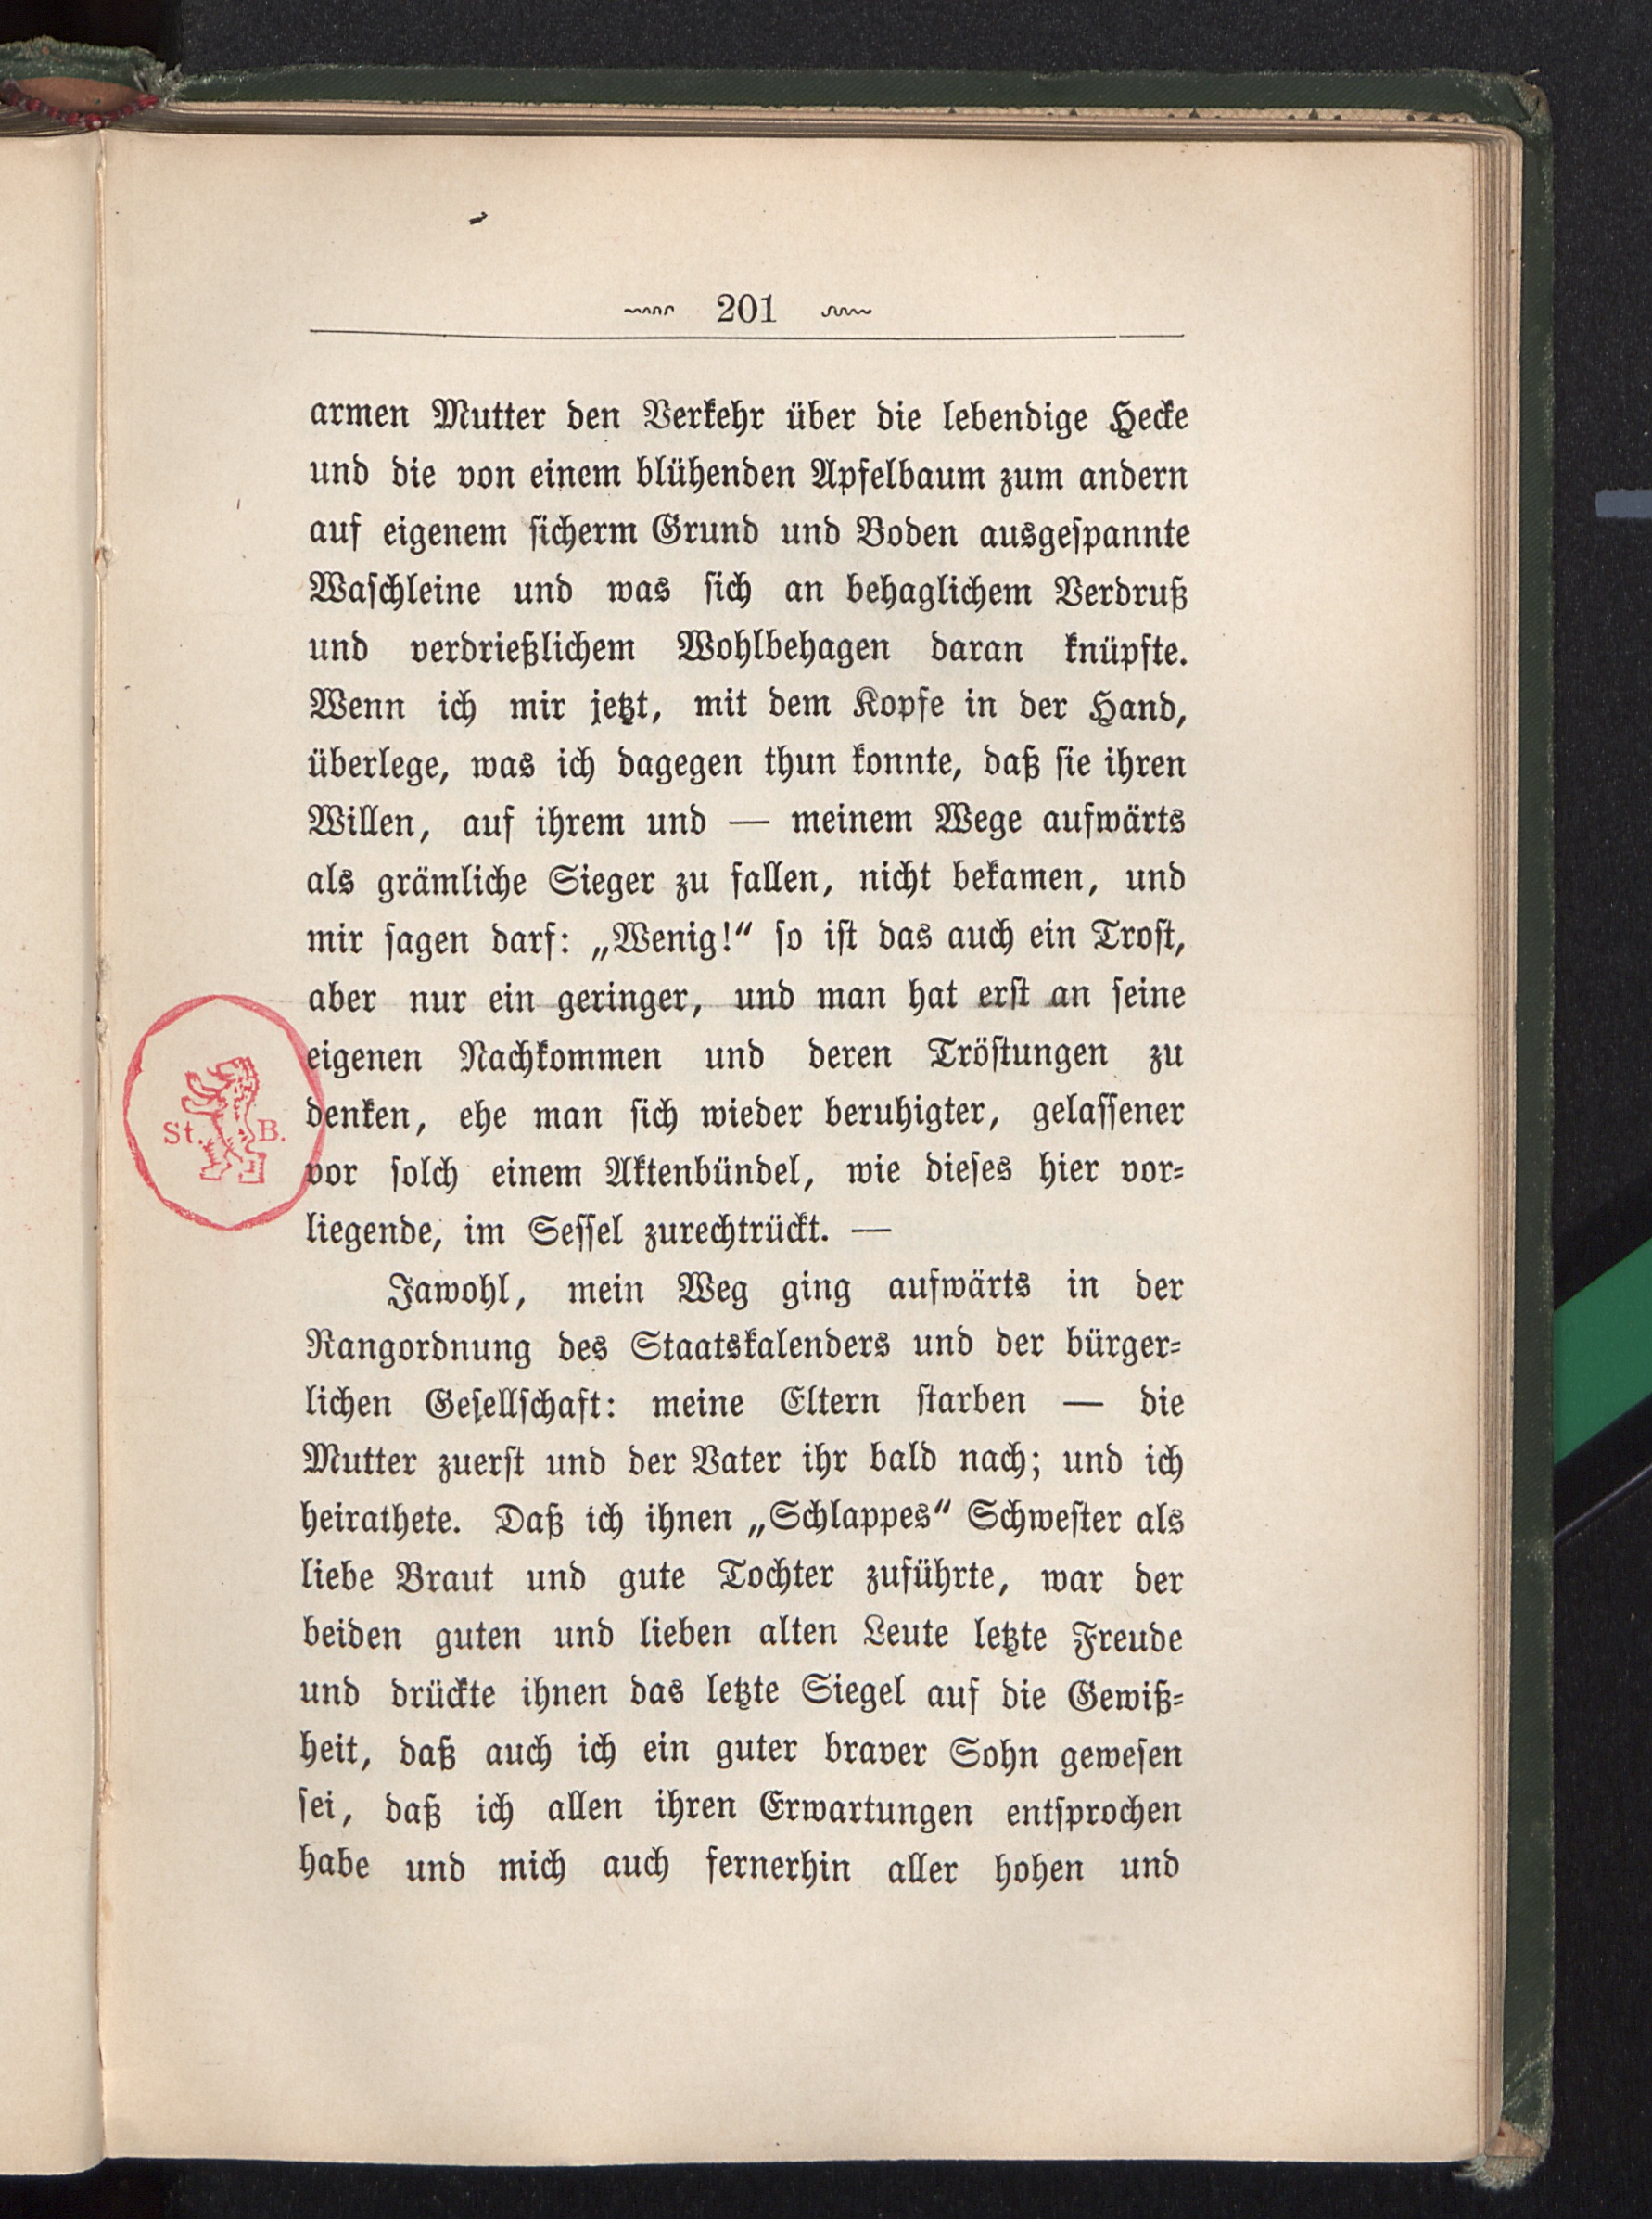 201
armen Mutter den Verkehr über die lebendige Hecke
und die von einem blühenden Apfelbaum zum andern
auf eigenem sicherm Grund und Boden ausgespannte
Waschleine und was sich an behaglichem Verdruß
und verdrießlichem Wohlbehagen daran knüpfte.
Wenn ich mir jetzt, mit dem Kopfe in der Hand,
überlege, was ich dagegen thun konnte, daß sie ihren
Willen, auf ihrem und — meinem Wege aufwärts
als grämliche Sieger zu fallen, nicht bekamen, und
mir sagen darf: „Wenig!“ so ist das auch ein Trost,
aber nur ein geringer, und man hat erst an seine
eigenen Nachkommen und deren Tröstungen zu
denken, ehe man sich wieder beruhigter, gelassener
vor solch einem Aktenbündel, wie dieses hier vor-
liegende, im Sessel zurechtrückt. —
Jawohl, mein Weg ging aufwärts in der
Rangordnung des Staatskalenders und der bürger-
lichen Gesellschaft: meine Eltern starben — die
Mutter zuerst und der Vater ihr bald nach; und ich
heirathete. Daß ich ihnen „Schlappes“ Schwester als
liebe Braut und gute Tochter zuführte, war der
beiden guten und lieben alten Leute letzte Freude
und drückte ihnen das letzte Siegel auf die Gewiß-
heit, daß auch ich ein guter braver Sohn gewesen
sei, daß ich allen ihren Erwartungen entsprochen
habe und mich auch fernerhin aller hohen und
St. B.